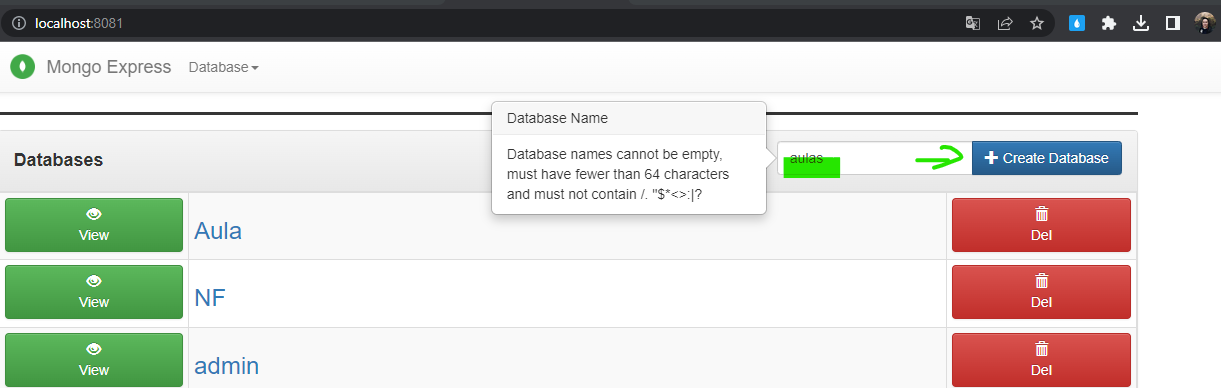 localhost:8081
Mongo Express
Database
Database Name
Database names cannot be empty,
must have fewer than 64 characters
and must not contain /. "$*<>:|?
Databases
aulas
Create Database
View
Aula
Del
View
NF
Del
View
admin
Del